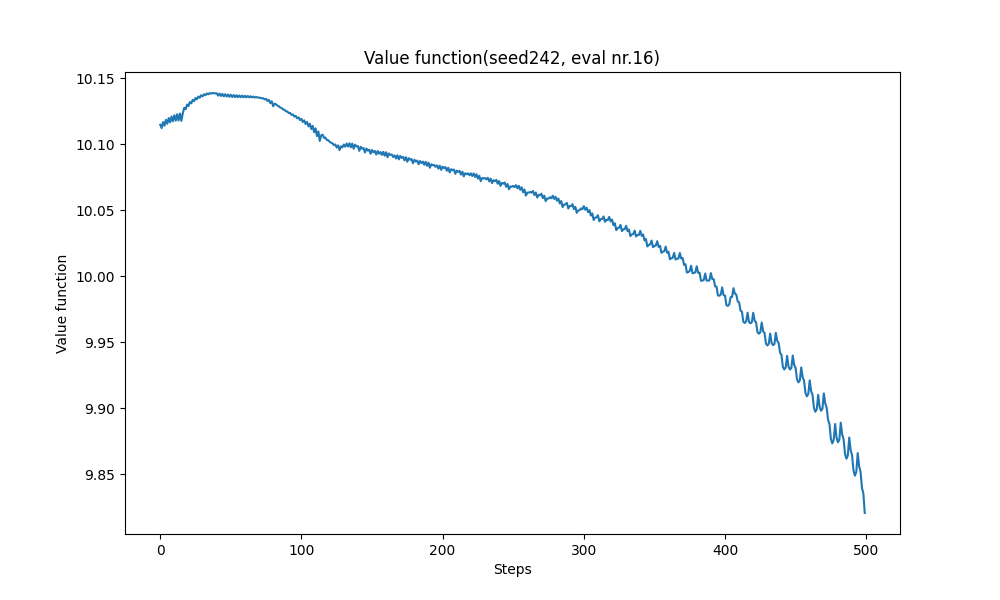 Value function(seed242, eval nr.16)
Value function
10.15
10.10
10.05
10.00
9.95
9.90
9.85
0 100 200 300 400 500
Steps